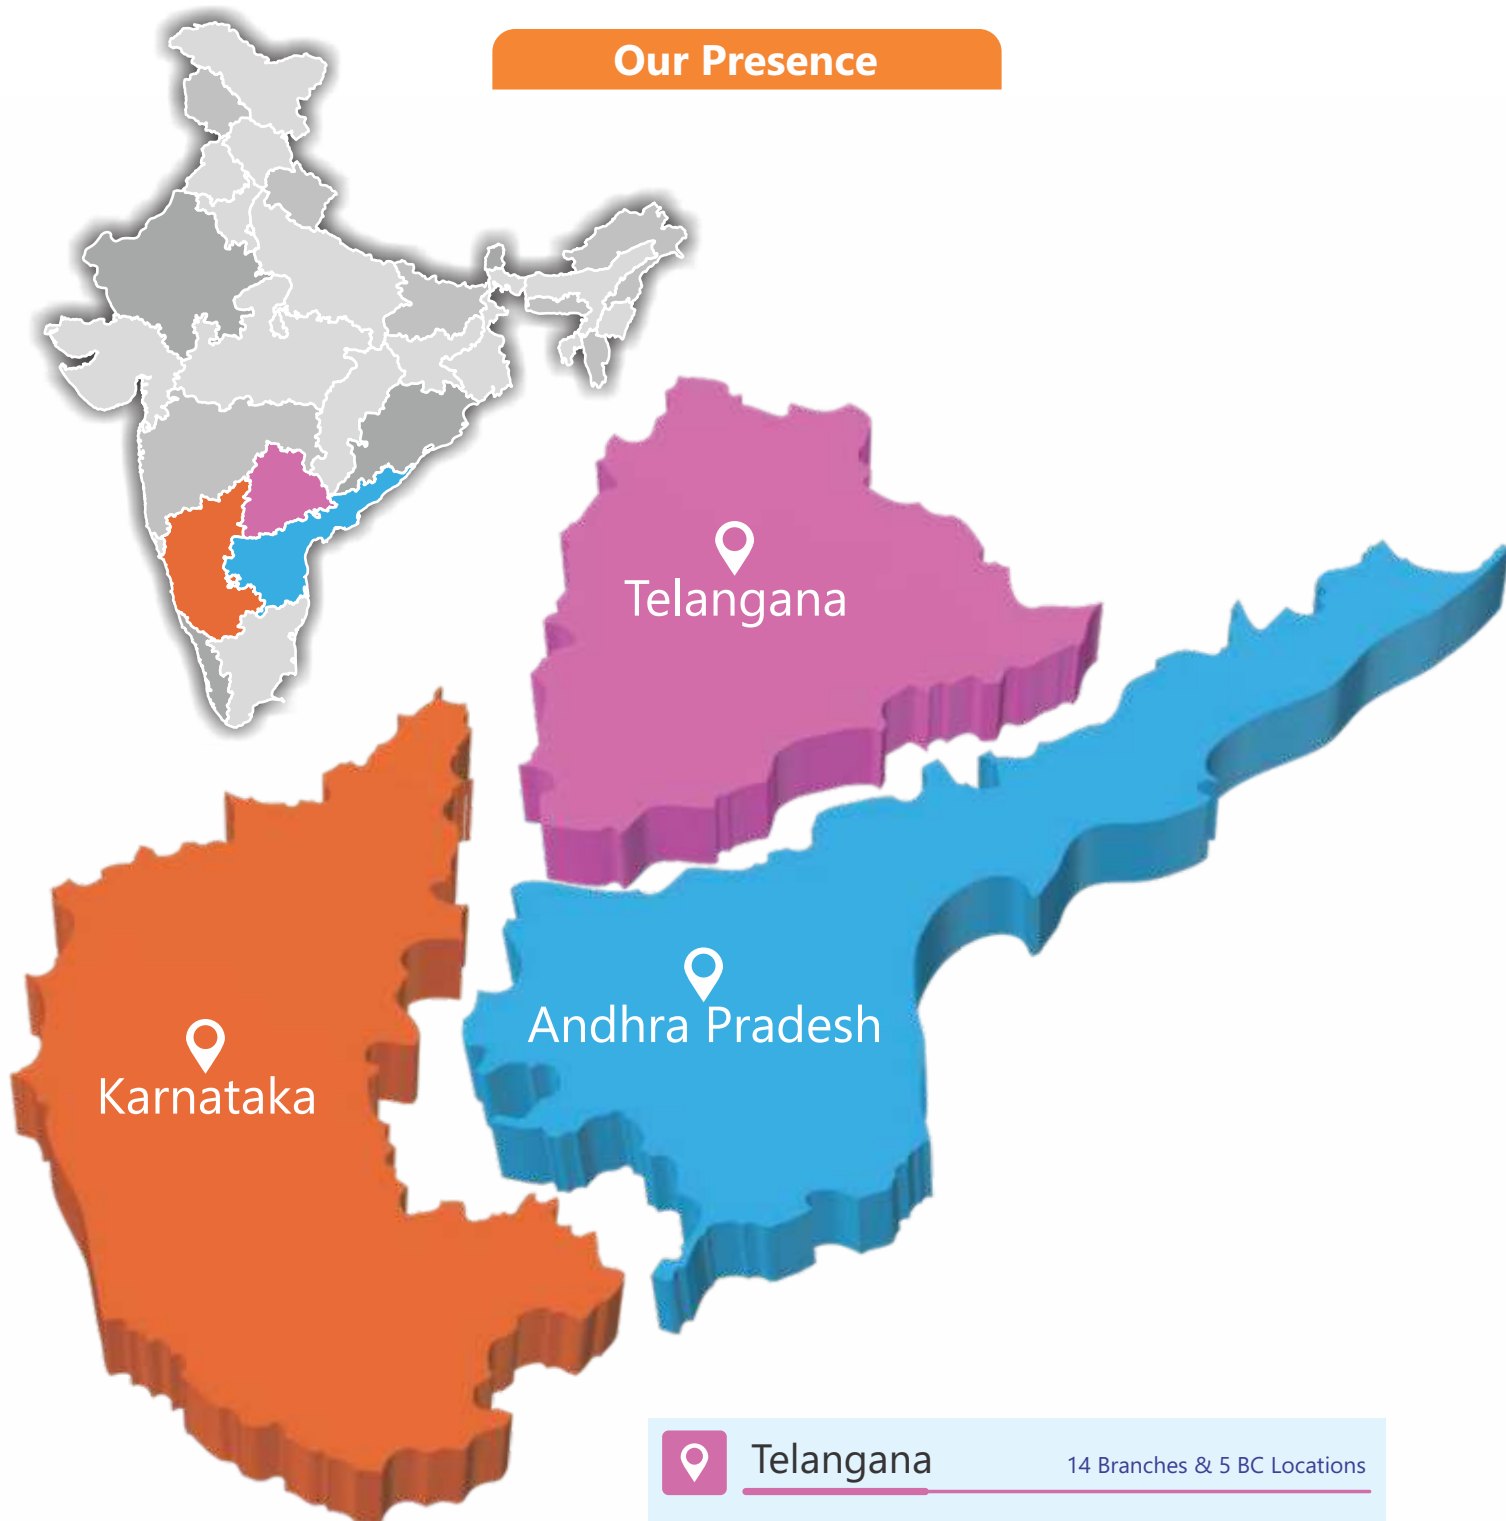 Our Presence
Telangana
Andhra Pradesh
Karnataka
Telangana 14 Branches & 5 BC Locations